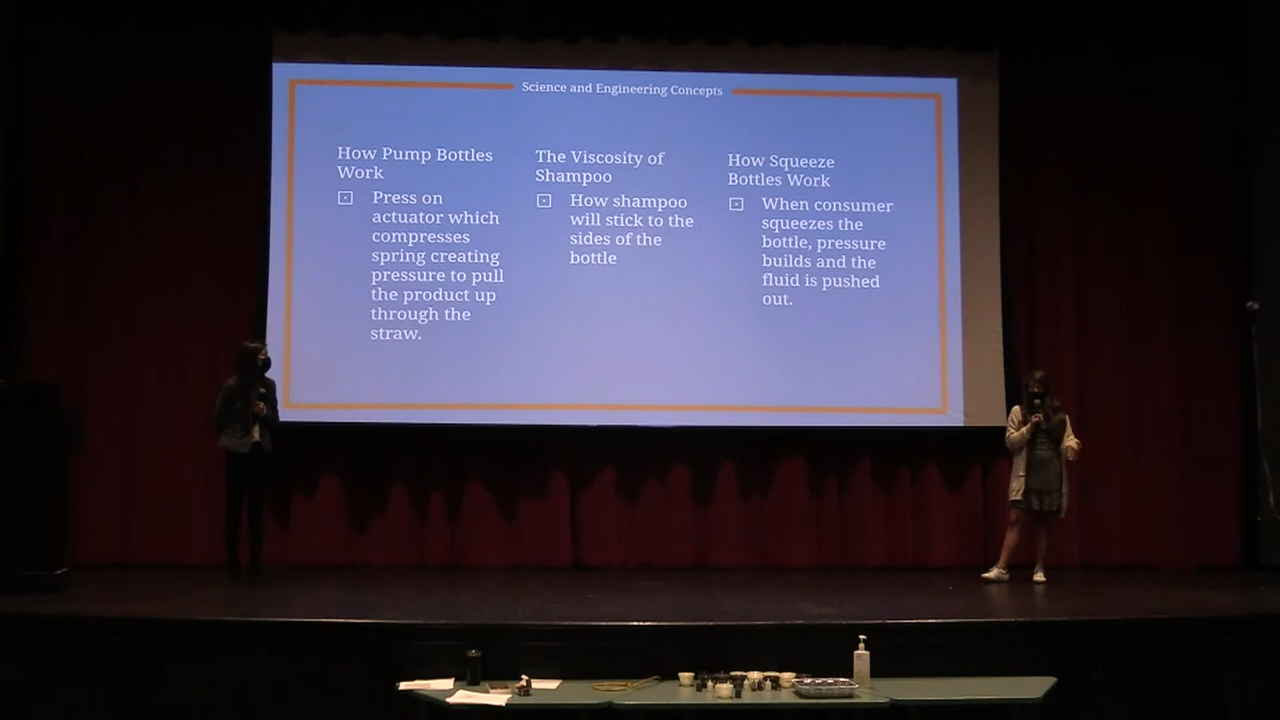 Science and Engineering Concepts
How Pump Bottles
Work
Press on
actuator which
compresses
spring creating
pressure to pull
the product up
through the
straw.
The Viscosity of
Shampoo
How shampoo
will stick to the
sides of the
bottle
How Squeeze
Bottles Work
When consumer
squeezes the
bottle, pressure
builds and the
fluid is pushed
out.